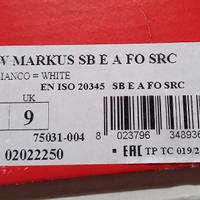 W MARKUS SB E A FO SRC
BIANCO = WHITE
EN ISO 20345 SB E A FO SRC
UK
9
75031-004
8 023796 348936
02022250
EAC TP TC 019/2